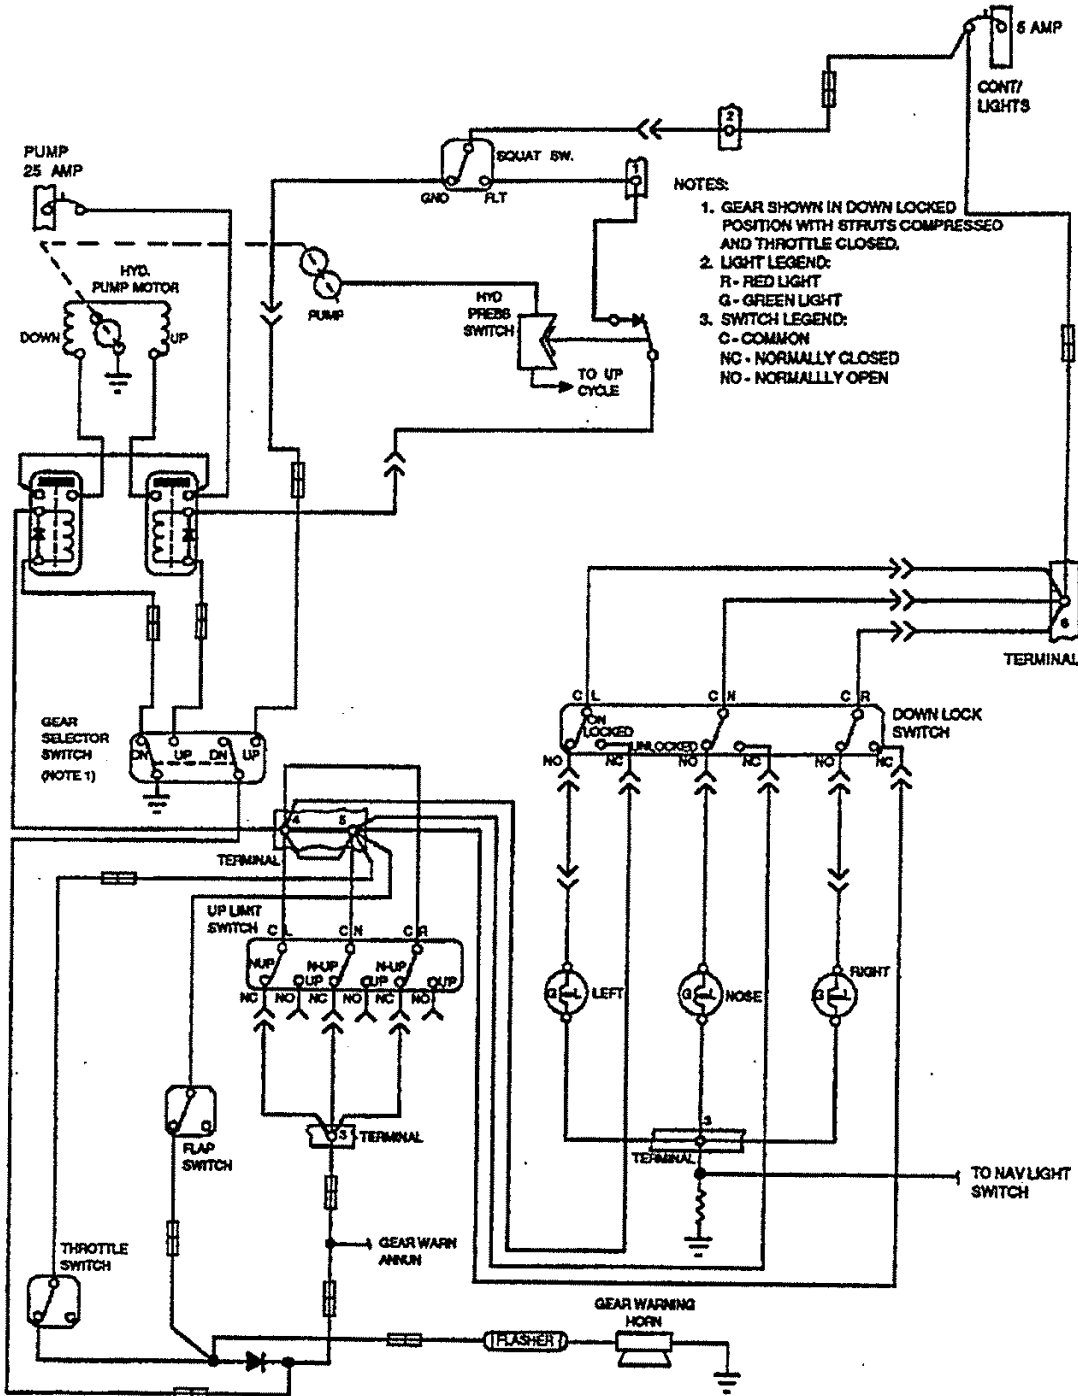 5 AMP
CONT/
LIGHTS
2
SQUAT SW.
1
PUMP
25 AMP
GND
FLT
NOTES:
1. GEAR SHOWN IN DOWN LOCKED
POSITION WITH STRUTS COMPRESSED
AND THROTTLE CLOSED.
2. LIGHT LEGEND:
R - RED LIGHT
G - GREEN LIGHT
3. SWITCH LEGEND:
C - COMMON
NC - NORMALLY CLOSED
NO - NORMALLLY OPEN
HYD.
PUMP MOTOR
PUMP
HYD
PRESS
SWITCH
DOWN
UP
TO UP
CYCLE
6
TERMINAL
C L
C N
C R
DOWN LOCK
SWITCH
DN
LOCKED
UNLOCKED
NO
NC
NO
NC
NO
NC
GEAR
SELECTOR
SWITCH
(NOTE 1)
DN
UP
DN
UP
4
5
TERMINAL
UP LIMIT
SWITCH
C L
C N
C R
NUP
UP
N-UP
UP
N-UP
UP
NC
NO
NC
NO
NC
NO
G
LEFT
G
NOSE
G
RIGHT
3
TERMINAL
3
TERMINAL
FLAP
SWITCH
TO NAV LIGHT
SWITCH
GEAR WARN
ANNUN
THROTTLE
SWITCH
GEAR WARNING
HORN
FLASHER